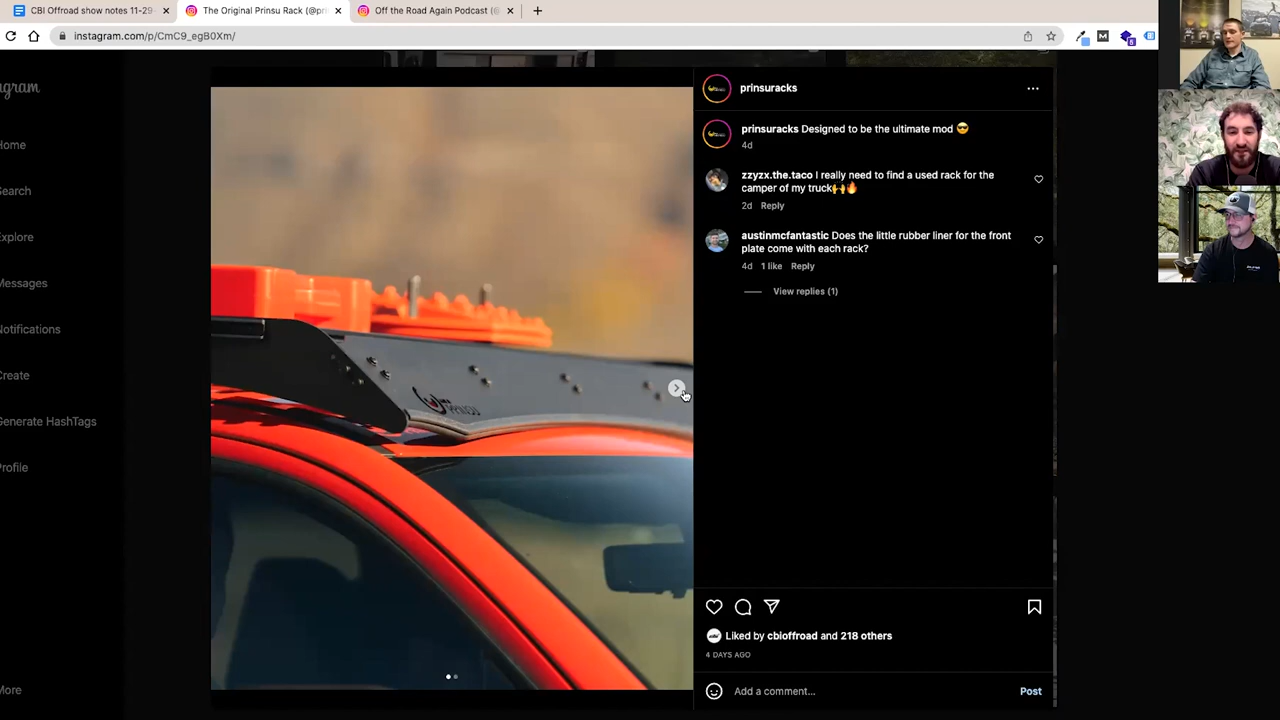 CBI Offroad show notes 11-29
The Original Prinsu Rack (@pri
Off the Road Again Podcast (@
instagram.com/p/CmC9_egB0Xm/
agram
Home
Search
Explore
Messages
Notifications
Create
Generate HashTags
Profile
More
PRINSU
prinsuracks
prinsuracks Designed to be the ultimate mod 😎
4d
zzyzx.the.taco I really need to find a used rack for the
camper of my truck🙌🔥
2d Reply
austinmcfantastic Does the little rubber liner for the front
plate come with each rack?
4d 1 like Reply
View replies (1)
Liked by cbioffroad and 218 others
4 DAYS AGO
Add a comment...
Post